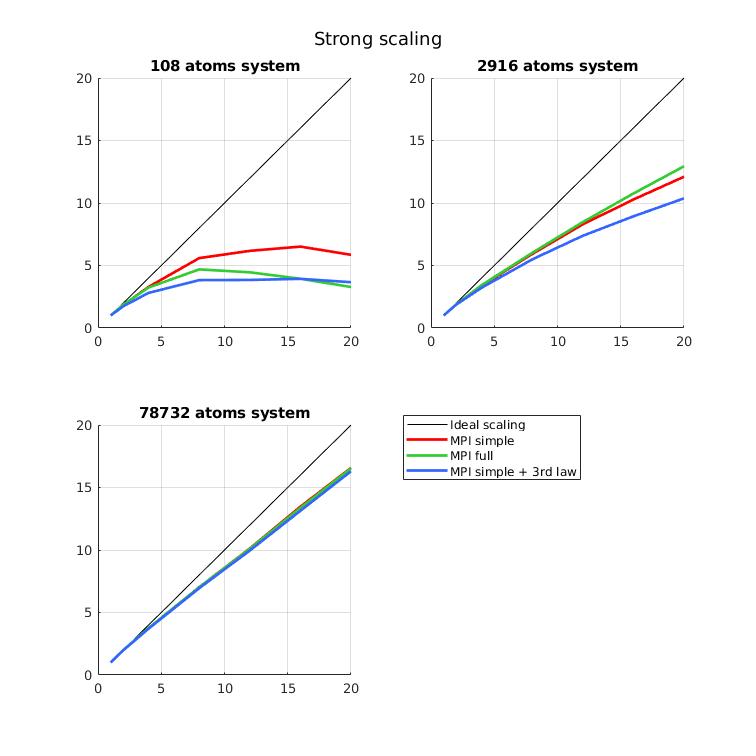 Strong scaling
108 atoms system
20
15
10
5
0
0 5 10 15 20
2916 atoms system
20
15
10
5
0
0 5 10 15 20
78732 atoms system
20
15
10
5
0
0 5 10 15 20
Ideal scaling
MPI simple
MPI full
MPI simple + 3rd law